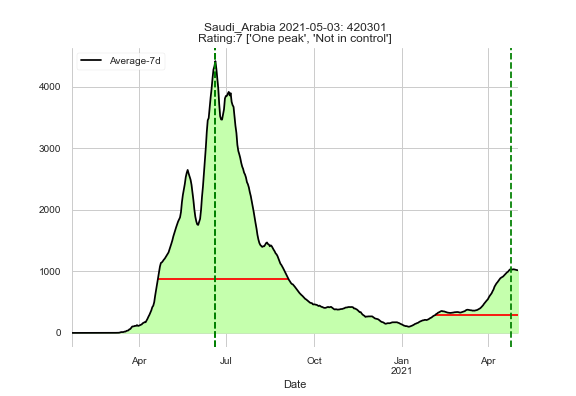 Saudi_Arabia 2021-05-03: 420301
Rating:7 ['One peak', 'Not in control']
Average-7d
4000
3000
2000
1000
0
Apr
Jul
Oct
Jan
2021
Apr
Date